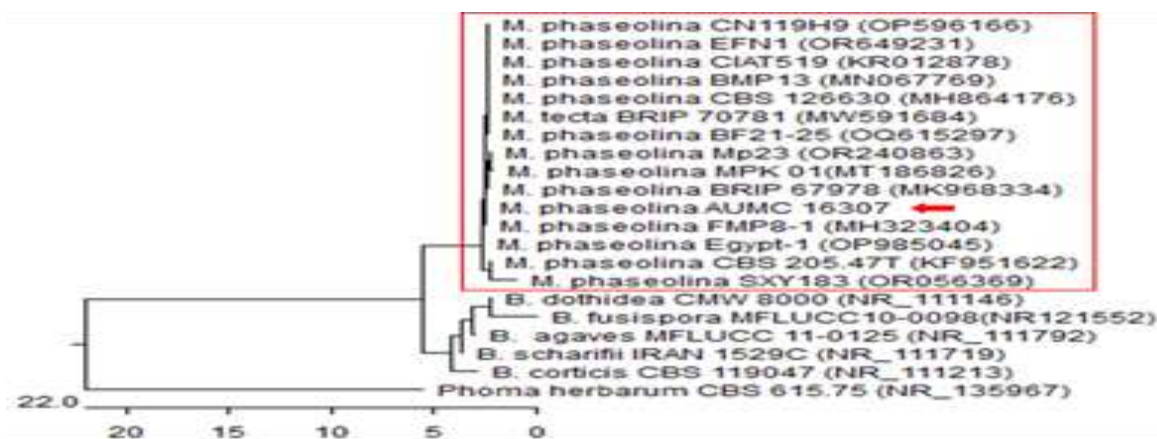 M. phaseolina CN119H9 (OP596166)
M. phaseolina EFN1 (OR649231)
M. phaseolina CIAT519 (KR012878)
M. phaseolina BMP13 (MN067769)
M. phaseolina CBS 126630 (MH864176)
M. tecta BRIP 70781 (MW591684)
M. phaseolina BF21-25 (OQ615297)
M. phaseolina Mp23 (OR240863)
M. phaseolina MPK 01(MT186826)
M. phaseolina BRIP 67978 (MK968334)
M. phaseolina AUMC 16307
M. phaseolina FMP8-1 (MH323404)
M. phaseolina Egypt-1 (OP985045)
M. phaseolina CBS 205.47T (KF951622)
M. phaseolina SXY183 (OR056369)
B. dothidea CMW 8000 (NR_111146)
B. fusispora MFLUCC10-0098(NR121552)
B. agaves MFLUCC 11-0125 (NR_111792)
B. scharifii IRAN 1529C (NR_111719)
B. corticis CBS 119047 (NR_111213)
Phoma herbarum CBS 615.75 (NR_135967)
22.0
20 15 10 5 0